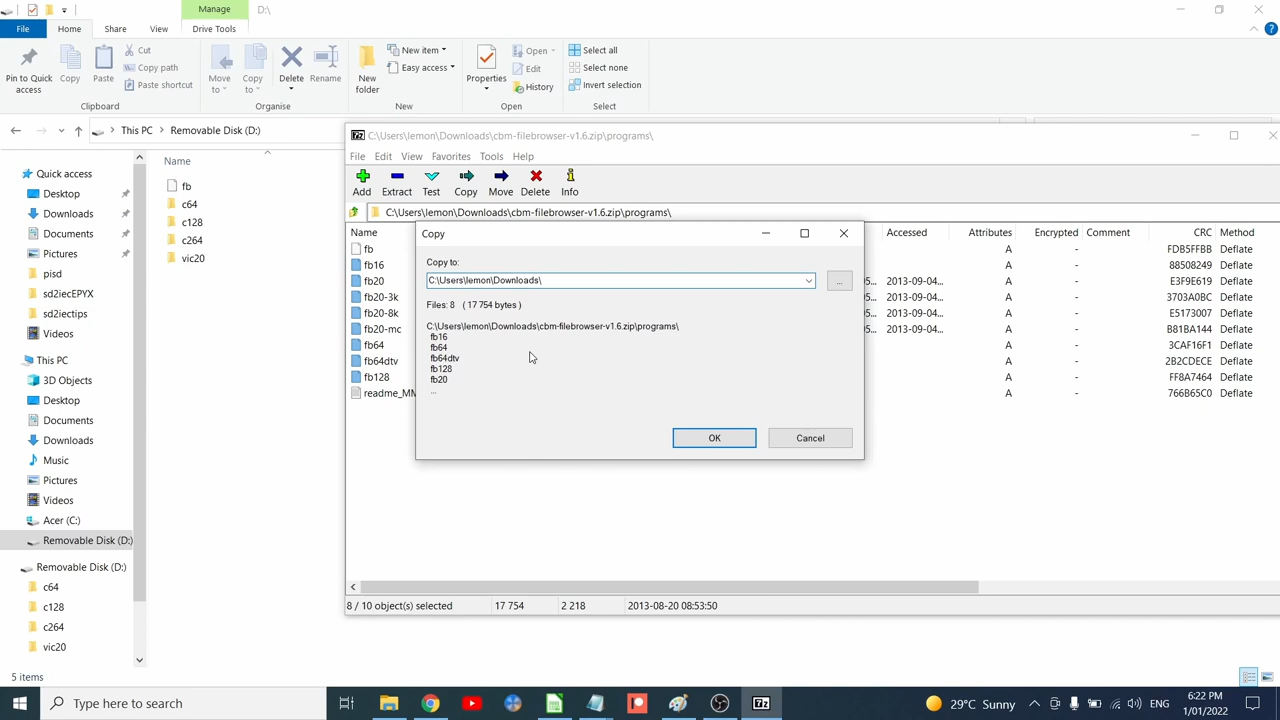 Manage
D:\
File
Home
Share
View
Drive Tools
Pin to Quick access
Copy
Paste
Cut
Copy path
Paste shortcut
Clipboard
Move to
Copy to
Delete
Rename
Organise
New folder
New item
Easy access
New
Properties
Open
Edit
History
Open
Select all
Select none
Invert selection
Select
This PC
Removable Disk (D:)
Quick access
Desktop
Downloads
Documents
Pictures
pisd
sd2iecEPYX
sd2iectips
Videos
This PC
3D Objects
Desktop
Documents
Downloads
Music
Pictures
Videos
Acer (C:)
Removable Disk (D:)
Removable Disk (D:)
c64
c128
c264
vic20
5 items
Name
fb
c64
c128
c264
vic20
7z
C:\Users\lemon\Downloads\cbm-filebrowser-v1.6.zip\programs\
File Edit View Favorites Tools Help
Add Extract Test Copy Move Delete Info
C:\Users\lemon\Downloads\cbm-filebrowser-v1.6.zip\programs\
Name Accessed Attributes Encrypted Comment CRC Method
fb A - FDB5FFBB Deflate
fb16 A - 88508249 Deflate
fb20 2013-09-04... A - E3F9E619 Deflate
fb20-3k 2013-09-04... A - 3703A0BC Deflate
fb20-8k 2013-09-04... A - E5173007 Deflate
fb20-mc 2013-09-04... A - B81BA144 Deflate
fb64 A - 3CAF16F1 Deflate
fb64dtv A - 2B2CDECE Deflate
fb128 A - FF8A7464 Deflate
readme_MM A - 766B65C0 Deflate
Copy
Copy to:
C:\Users\lemon\Downloads\
...
Files: 8 ( 17 754 bytes )
C:\Users\lemon\Downloads\cbm-filebrowser-v1.6.zip\programs\
fb16
fb64
fb64dtv
fb128
fb20
...
OK
Cancel
8 / 10 object(s) selected 17 754 2 218 2013-08-20 08:53:50
Type here to search
7z
29°C Sunny
ENG
6:22 PM
1/01/2022